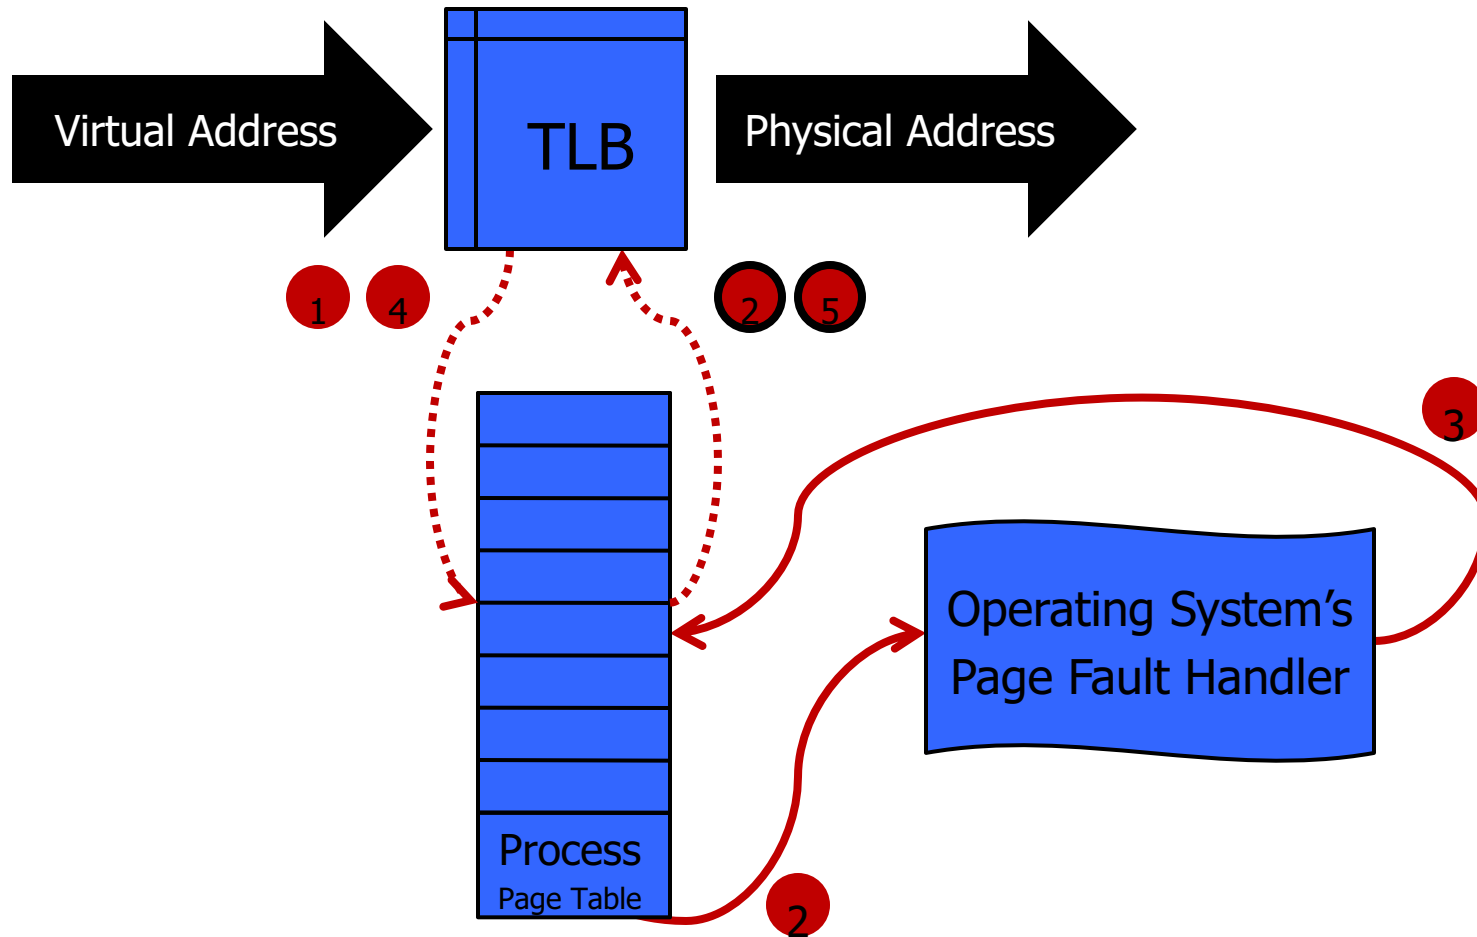 Virtual Address
TLB
Physical Address
1
4
2
5
3
Operating System’s
Page Fault Handler
Process
Page Table
2